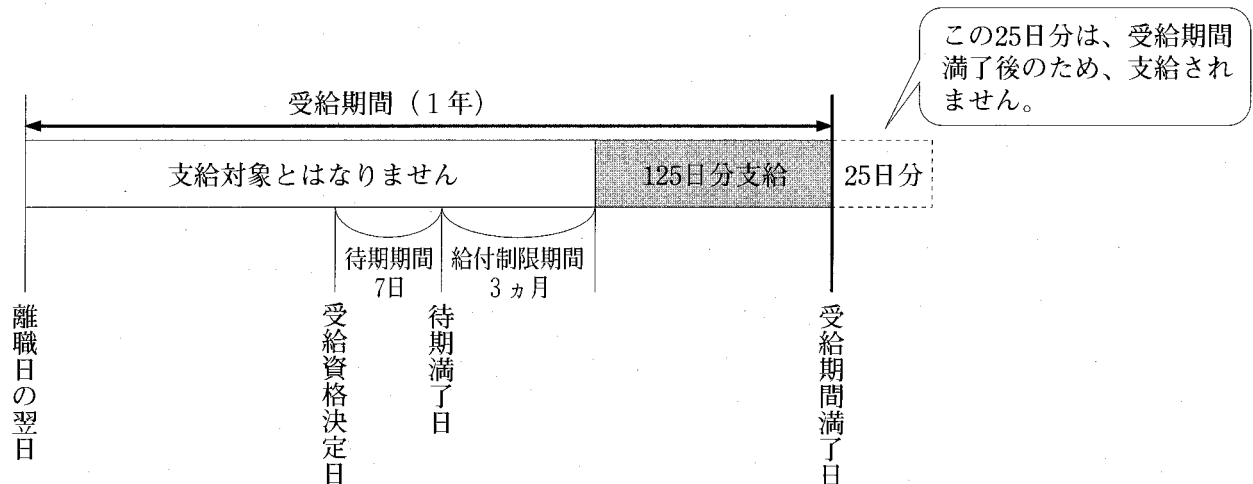 この25日分は、受給期間
満了後のため、支給され
ません。
受給期間（1年）
支給対象とはなりません
125日分支給
25日分
待期期間
7日
給付制限期間
3ヵ月
離職日の翌日
受給資格決定日
待期満了日
受給期間満了日